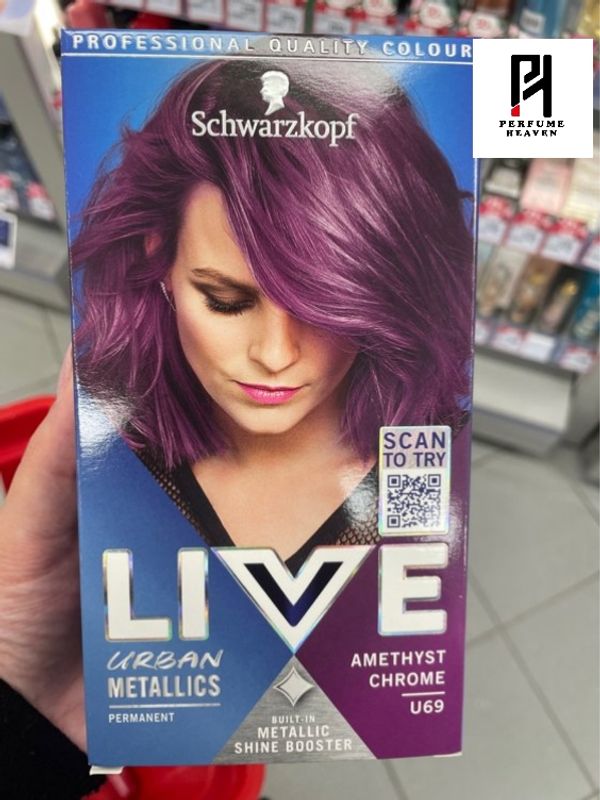 PROFESSIONAL QUALITY COLOUR
PH
PERFUME
HEAVEN
Schwarzkopf
SCAN
TO TRY
LIVE
URBAN
METALLICS
PERMANENT
AMETHYST
CHROME
U69
BUILT-IN
METALLIC
SHINE BOOSTER